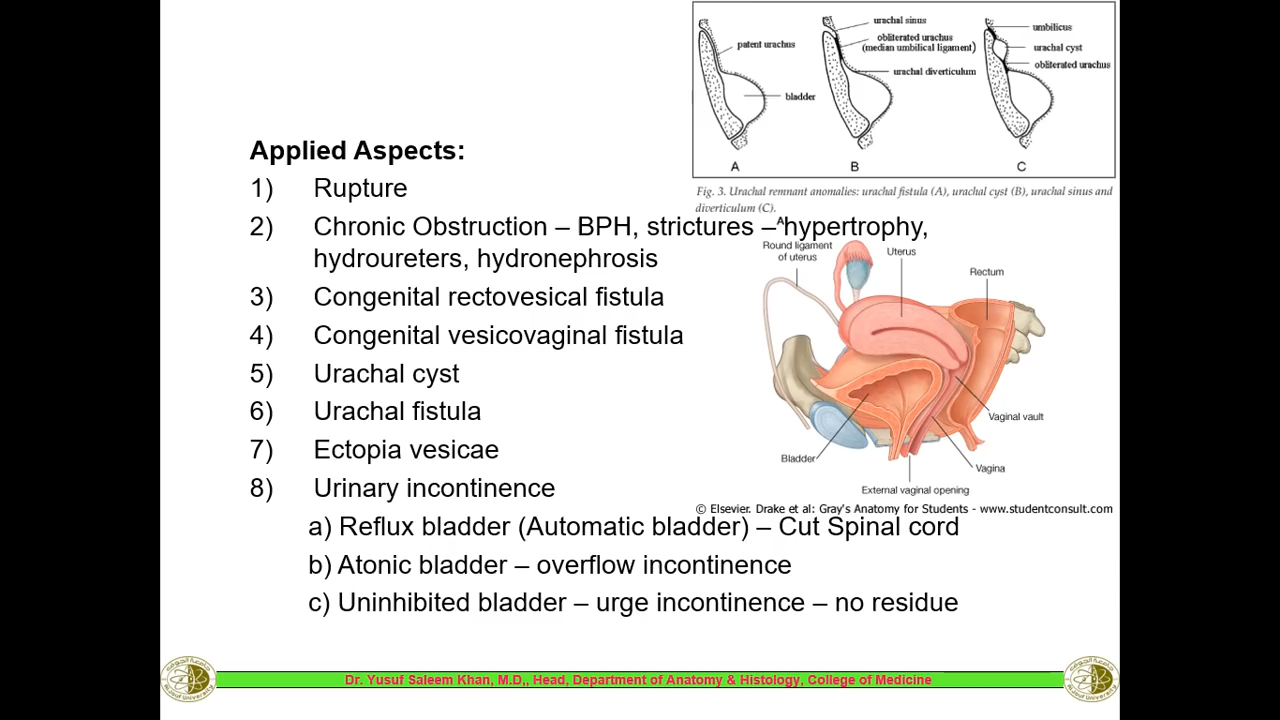 urachal sinus
patent urachus
obliterated urachus
(median umbilical ligament)
urachal diverticulum
bladder
umbilicus
urachal cyst
obliterated urachus
A
B
C
Fig. 3. Urachal remnant anomalies: urachal fistula (A), urachal cyst (B), urachal sinus and
diverticulum (C).
Applied Aspects:
1) Rupture
2) Chronic Obstruction – BPH, strictures – hypertrophy,
hydroureters, hydronephrosis
3) Congenital rectovesical fistula
4) Congenital vesicovaginal fistula
5) Urachal cyst
6) Urachal fistula
7) Ectopia vesicae
8) Urinary incontinence
a) Reflux bladder (Automatic bladder) – Cut Spinal cord
b) Atonic bladder – overflow incontinence
c) Uninhibited bladder – urge incontinence – no residue
A
Round ligament
of uterus
Uterus
Rectum
Vaginal vault
Bladder
Vagina
External vaginal opening
© Elsevier. Drake et al: Gray's Anatomy for Students - www.studentconsult.com
Dr. Yusuf Saleem Khan, M.D,, Head, Department of Anatomy & Histology, College of Medicine